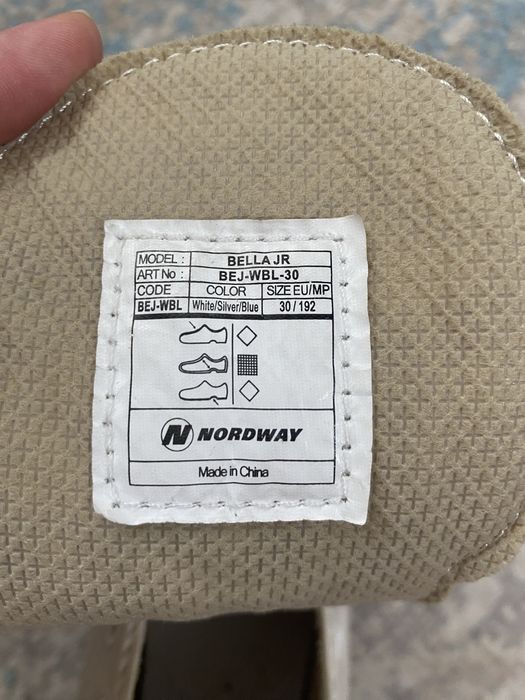 MODEL : BELLA JR
ART No : BEJ-WBL-30
CODE COLOR SIZE EU/MP
BEJ-WBL White/Silver/Blue 30 / 192
N NORDWAY
Made in China